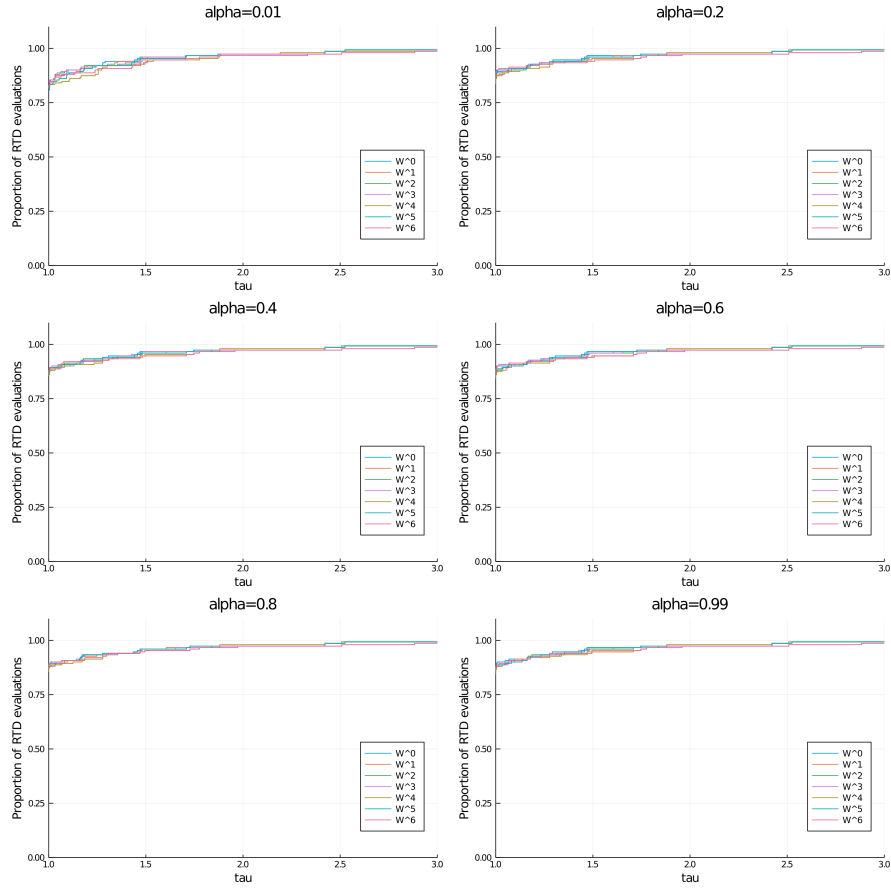 alpha=0.01
1.00
0.75
0.50
0.25
0.00
Proportion of RTD evaluations
W^0
W^1
W^2
W^3
W^4
W^5
W^6
1.0 1.5 2.0 2.5 3.0
tau
alpha=0.2
1.00
0.75
0.50
0.25
0.00
Proportion of RTD evaluations
W^0
W^1
W^2
W^3
W^4
W^5
W^6
1.0 1.5 2.0 2.5 3.0
tau
alpha=0.4
1.00
0.75
0.50
0.25
0.00
Proportion of RTD evaluations
W^0
W^1
W^2
W^3
W^4
W^5
W^6
1.0 1.5 2.0 2.5 3.0
tau
alpha=0.6
1.00
0.75
0.50
0.25
0.00
Proportion of RTD evaluations
W^0
W^1
W^2
W^3
W^4
W^5
W^6
1.0 1.5 2.0 2.5 3.0
tau
alpha=0.8
1.00
0.75
0.50
0.25
0.00
Proportion of RTD evaluations
W^0
W^1
W^2
W^3
W^4
W^5
W^6
1.0 1.5 2.0 2.5 3.0
tau
alpha=0.99
1.00
0.75
0.50
0.25
0.00
Proportion of RTD evaluations
W^0
W^1
W^2
W^3
W^4
W^5
W^6
1.0 1.5 2.0 2.5 3.0
tau